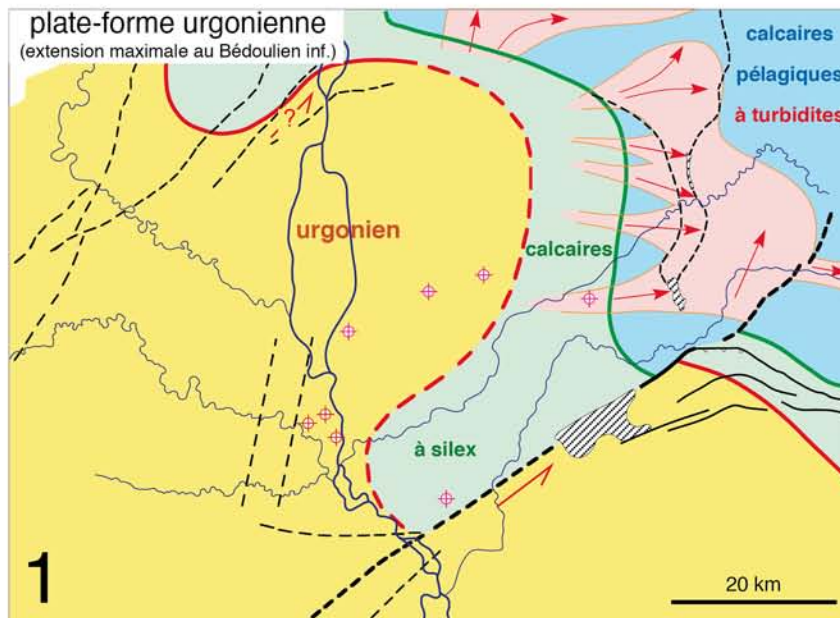 plate-forme urgonienne
(extension maximale au Bédoulien inf.)
calcaires
pélagiques
à turbidites
?
urgonien
calcaires
à silex
1
20 km